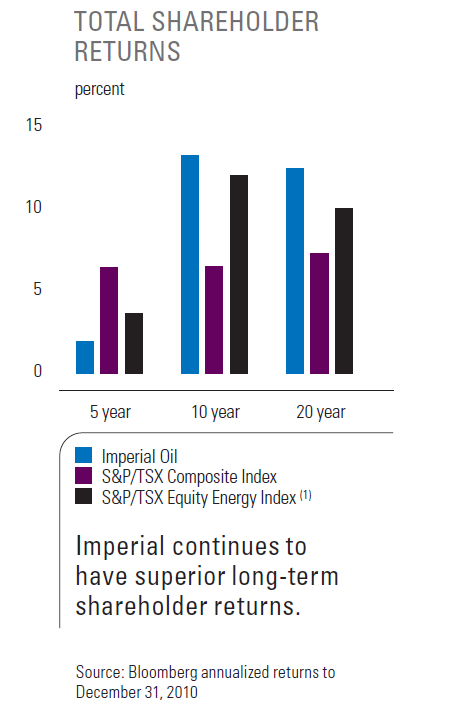 TOTAL SHAREHOLDER
RETURNS
percent
15
10
5
0
5 year
10 year
20 year
Imperial Oil
S&P/TSX Composite Index
S&P/TSX Equity Energy Index (1)
Imperial continues to
have superior long-term
shareholder returns.
Source: Bloomberg annualized returns to
December 31, 2010